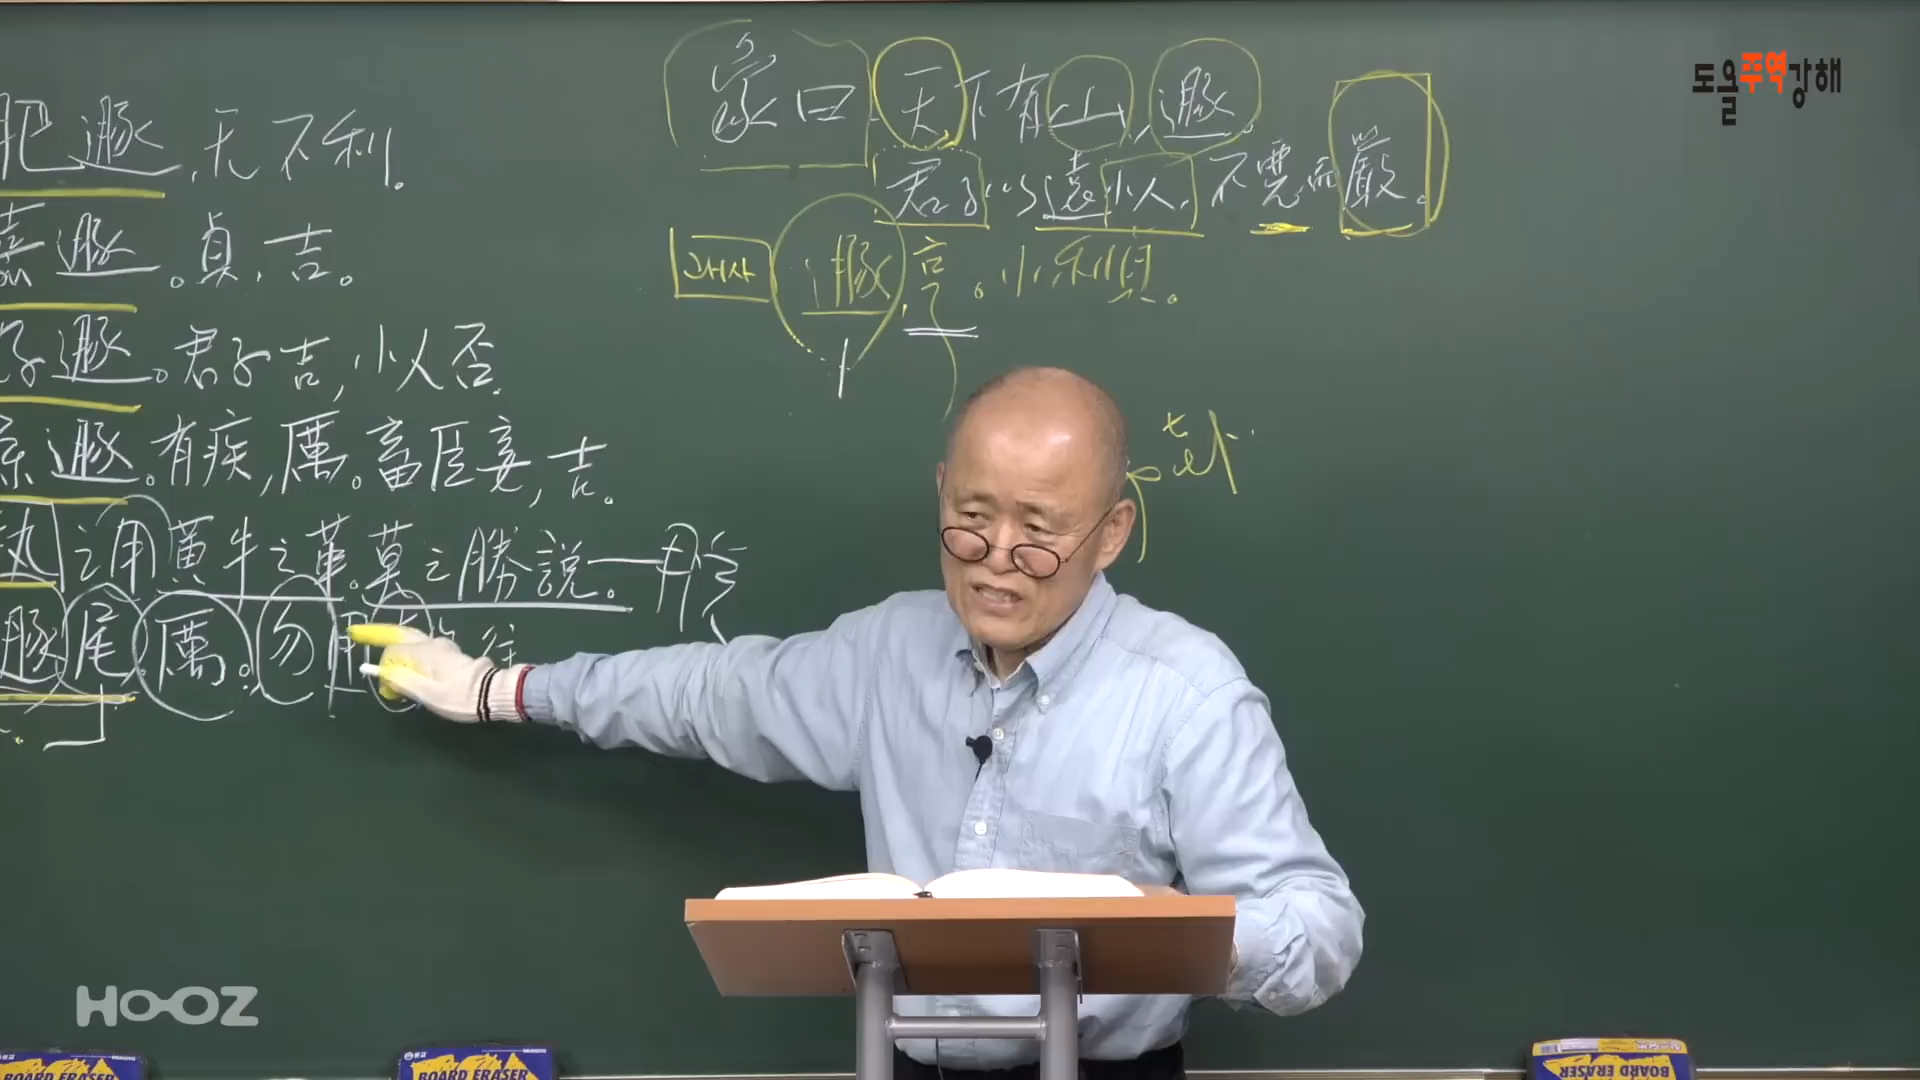 家曰 天下有山, 遯。
君子以遠小人, 不惡而嚴。
괘사 遯, 亨。小利貞。
肥遯, 无不利。
嘉遯。貞, 吉。
好遯。君子吉, 小人否。
係遯。有疾, 厲。畜臣妾, 吉。
執之用黃牛之革。莫之勝說。
遯尾 厲。勿用 往
도올주역강해
HOOZ
BOARD ERASER
BOARD ERASER
BOARD ERASER